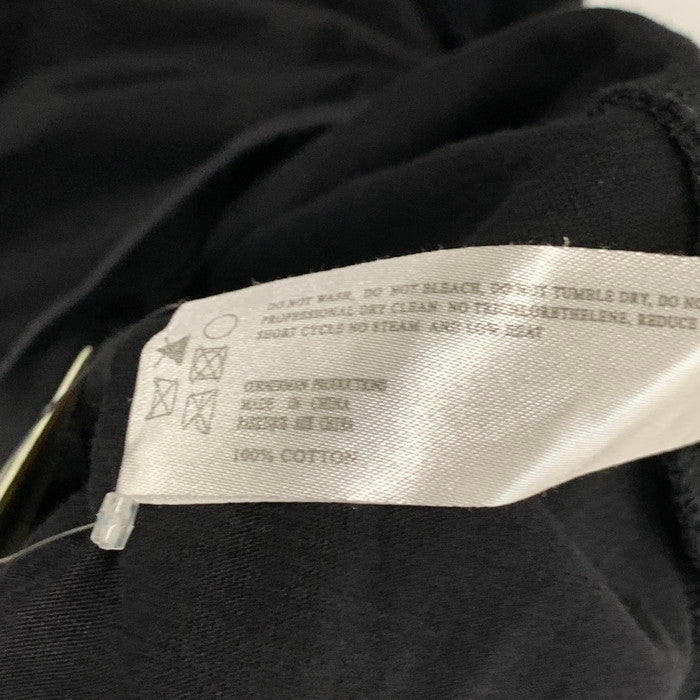 DO NOT WASH, DO NOT BLEACH, DO NOT TUMBLE DRY, DO
PROFESSIONAL DRY CLEAN NO TRICHLORETHELENE, REDUCE
SHORT CYCLE NO STEAM, AND LOW HEAT
PRODUCTIONS
MADE IN CHINA
100% COTTON